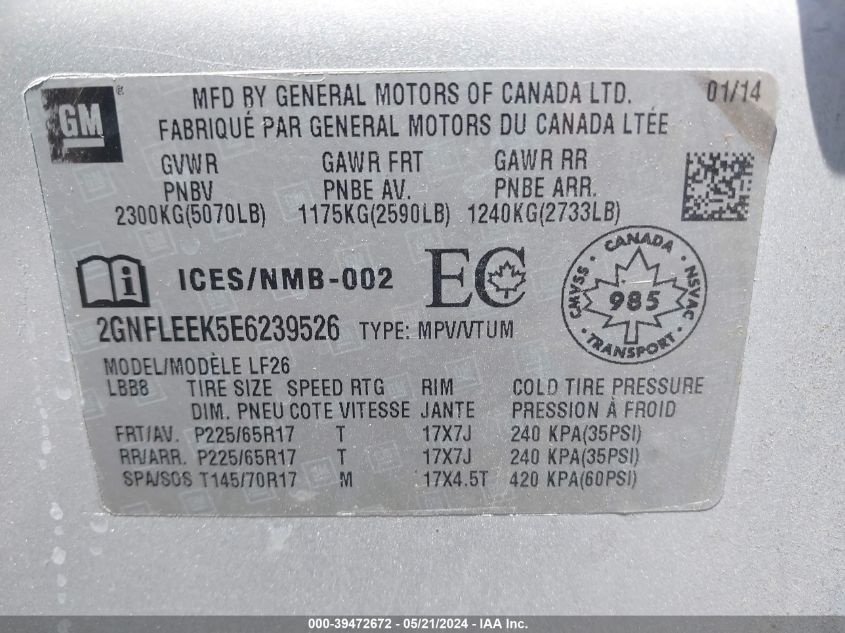 GM ®
MFD BY GENERAL MOTORS OF CANADA LTD. 01/14
FABRIQUÉ PAR GENERAL MOTORS DU CANADA LTÉE
GVWR GAWR FRT GAWR RR
PNBV PNBE AV. PNBE ARR.
2300KG(5070LB) 1175KG(2590LB) 1240KG(2733LB)
i ICES/NMB-002 EC
CANADA
CMVSS 985 NSVAC
TRANSPORT
2GNFLEEK5E6239526 TYPE: MPV/VTUM
MODEL/MODÈLE LF26
LBB8 TIRE SIZE SPEED RTG RIM COLD TIRE PRESSURE
DIM. PNEU COTE VITESSE JANTE PRESSION À FROID
FRT/AV. P225/65R17 T 17X7J 240 KPA(35PSI)
RR/ARR. P225/65R17 T 17X7J 240 KPA(35PSI)
SPA/SOS T145/70R17 M 17X4.5T 420 KPA(60PSI)
000-39472672 - 05/21/2024 - IAA Inc.